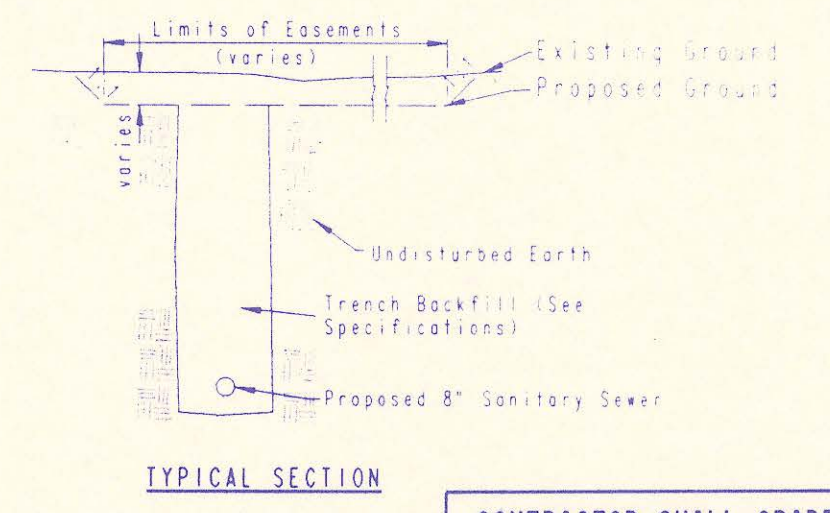 Limits of Easements
(varies)
Existing Ground
Proposed Ground
varies
Undisturbed Earth
Trench Backfill (See
Specifications)
Proposed 8" Sanitary Sewer
TYPICAL SECTION
CONTRACTOR SHALL GRADE